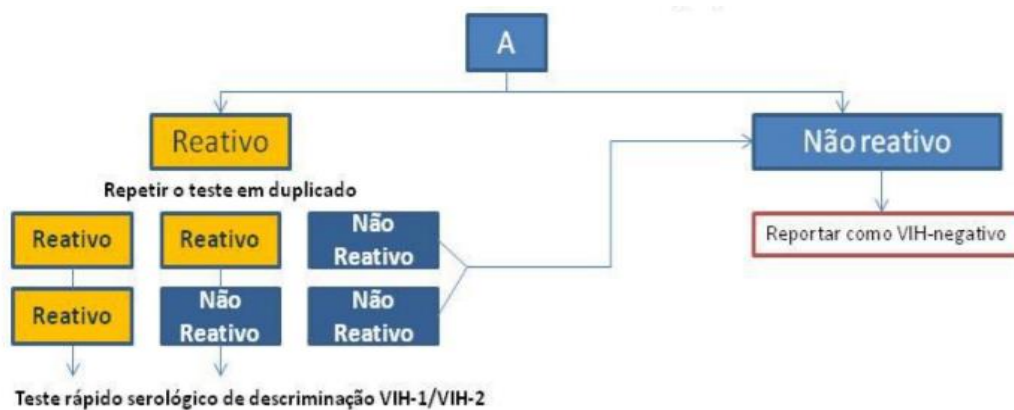 A
Reativo
Não reativo
Repetir o teste em duplicado
Reativo
Reativo
Não
Reativo
Reportar como VIH-negativo
Reativo
Não
Reativo
Não
Reativo
Teste rápido serológico de descriminação VIH-1/VIH-2